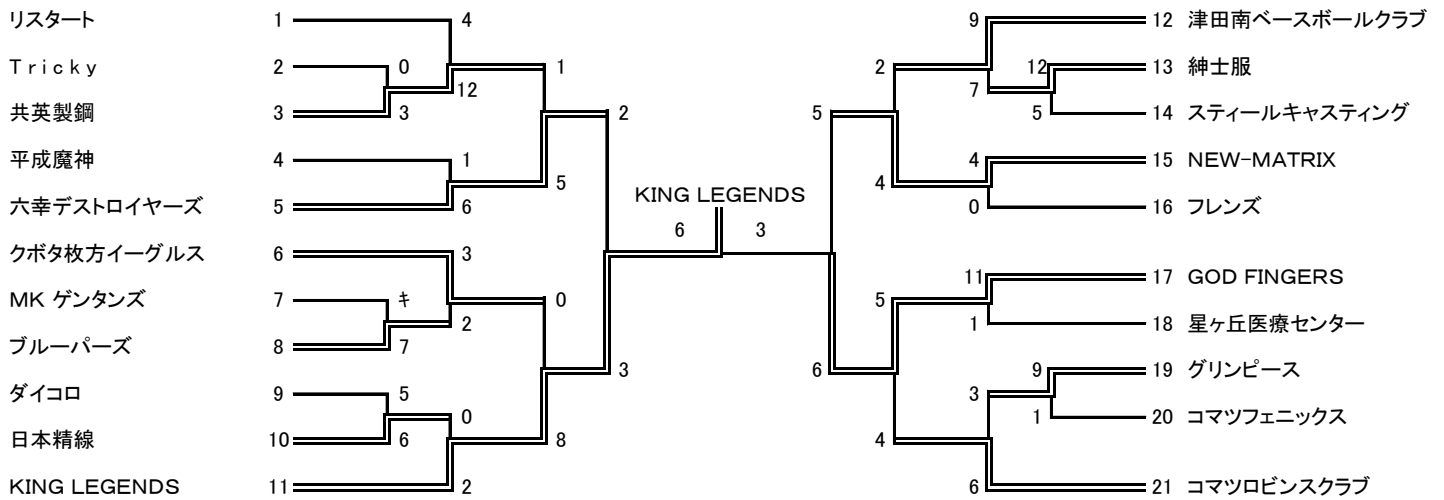 リスタート 1 4 9 12 津田南ベースボールクラブ
Tricky 2 0 1 2 12 13 紳士服
12 7
共英製鋼 3 3 2 5 5 14 スティールキャスティング
平成魔神 4 1 4 15 NEW-MATRIX
5 4
六幸デストロイヤーズ 5 6 KING LEGENDS 0 16 フレンズ
6 3
クボタ枚方イーグルス 6 3
MK ゲンタンズ 7 キ 0 5 11 17 GOD FINGERS
2 1 18 星ヶ丘医療センター
ブルーパーズ 8 7
3 6 9 19 グリンピース
ダイコロ 9 5 3
0 1 20 コマツフェニックス
日本精線 10 6 8 4
KING LEGENDS 11 2 6 21 コマツロビンスクラブ